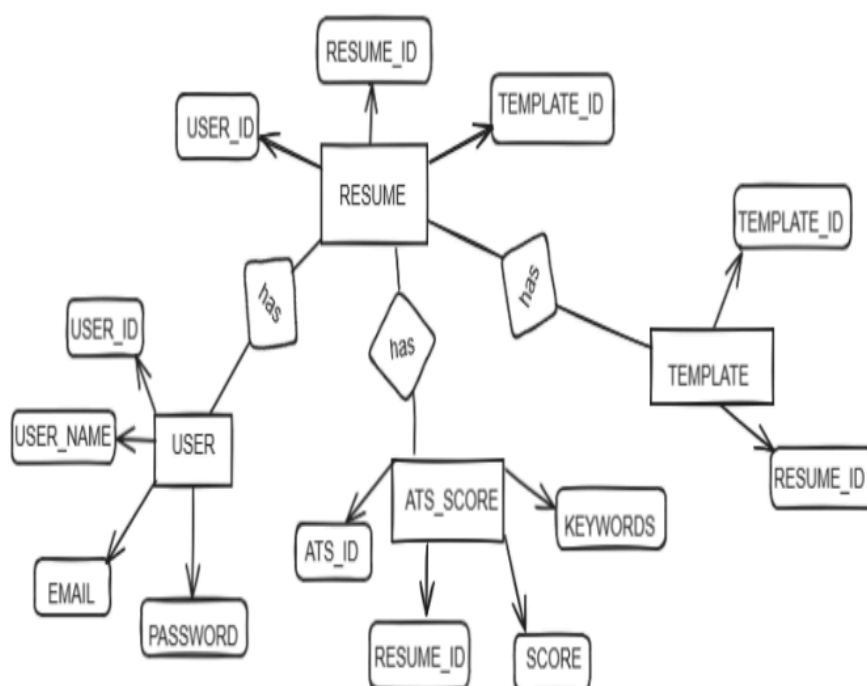 RESUME_ID
TEMPLATE_ID
USER_ID
RESUME
TEMPLATE_ID
has
has
has
USER_ID
TEMPLATE
USER_NAME
USER
RESUME_ID
ATS_SCORE
KEYWORDS
ATS_ID
EMAIL
PASSWORD
RESUME_ID
SCORE